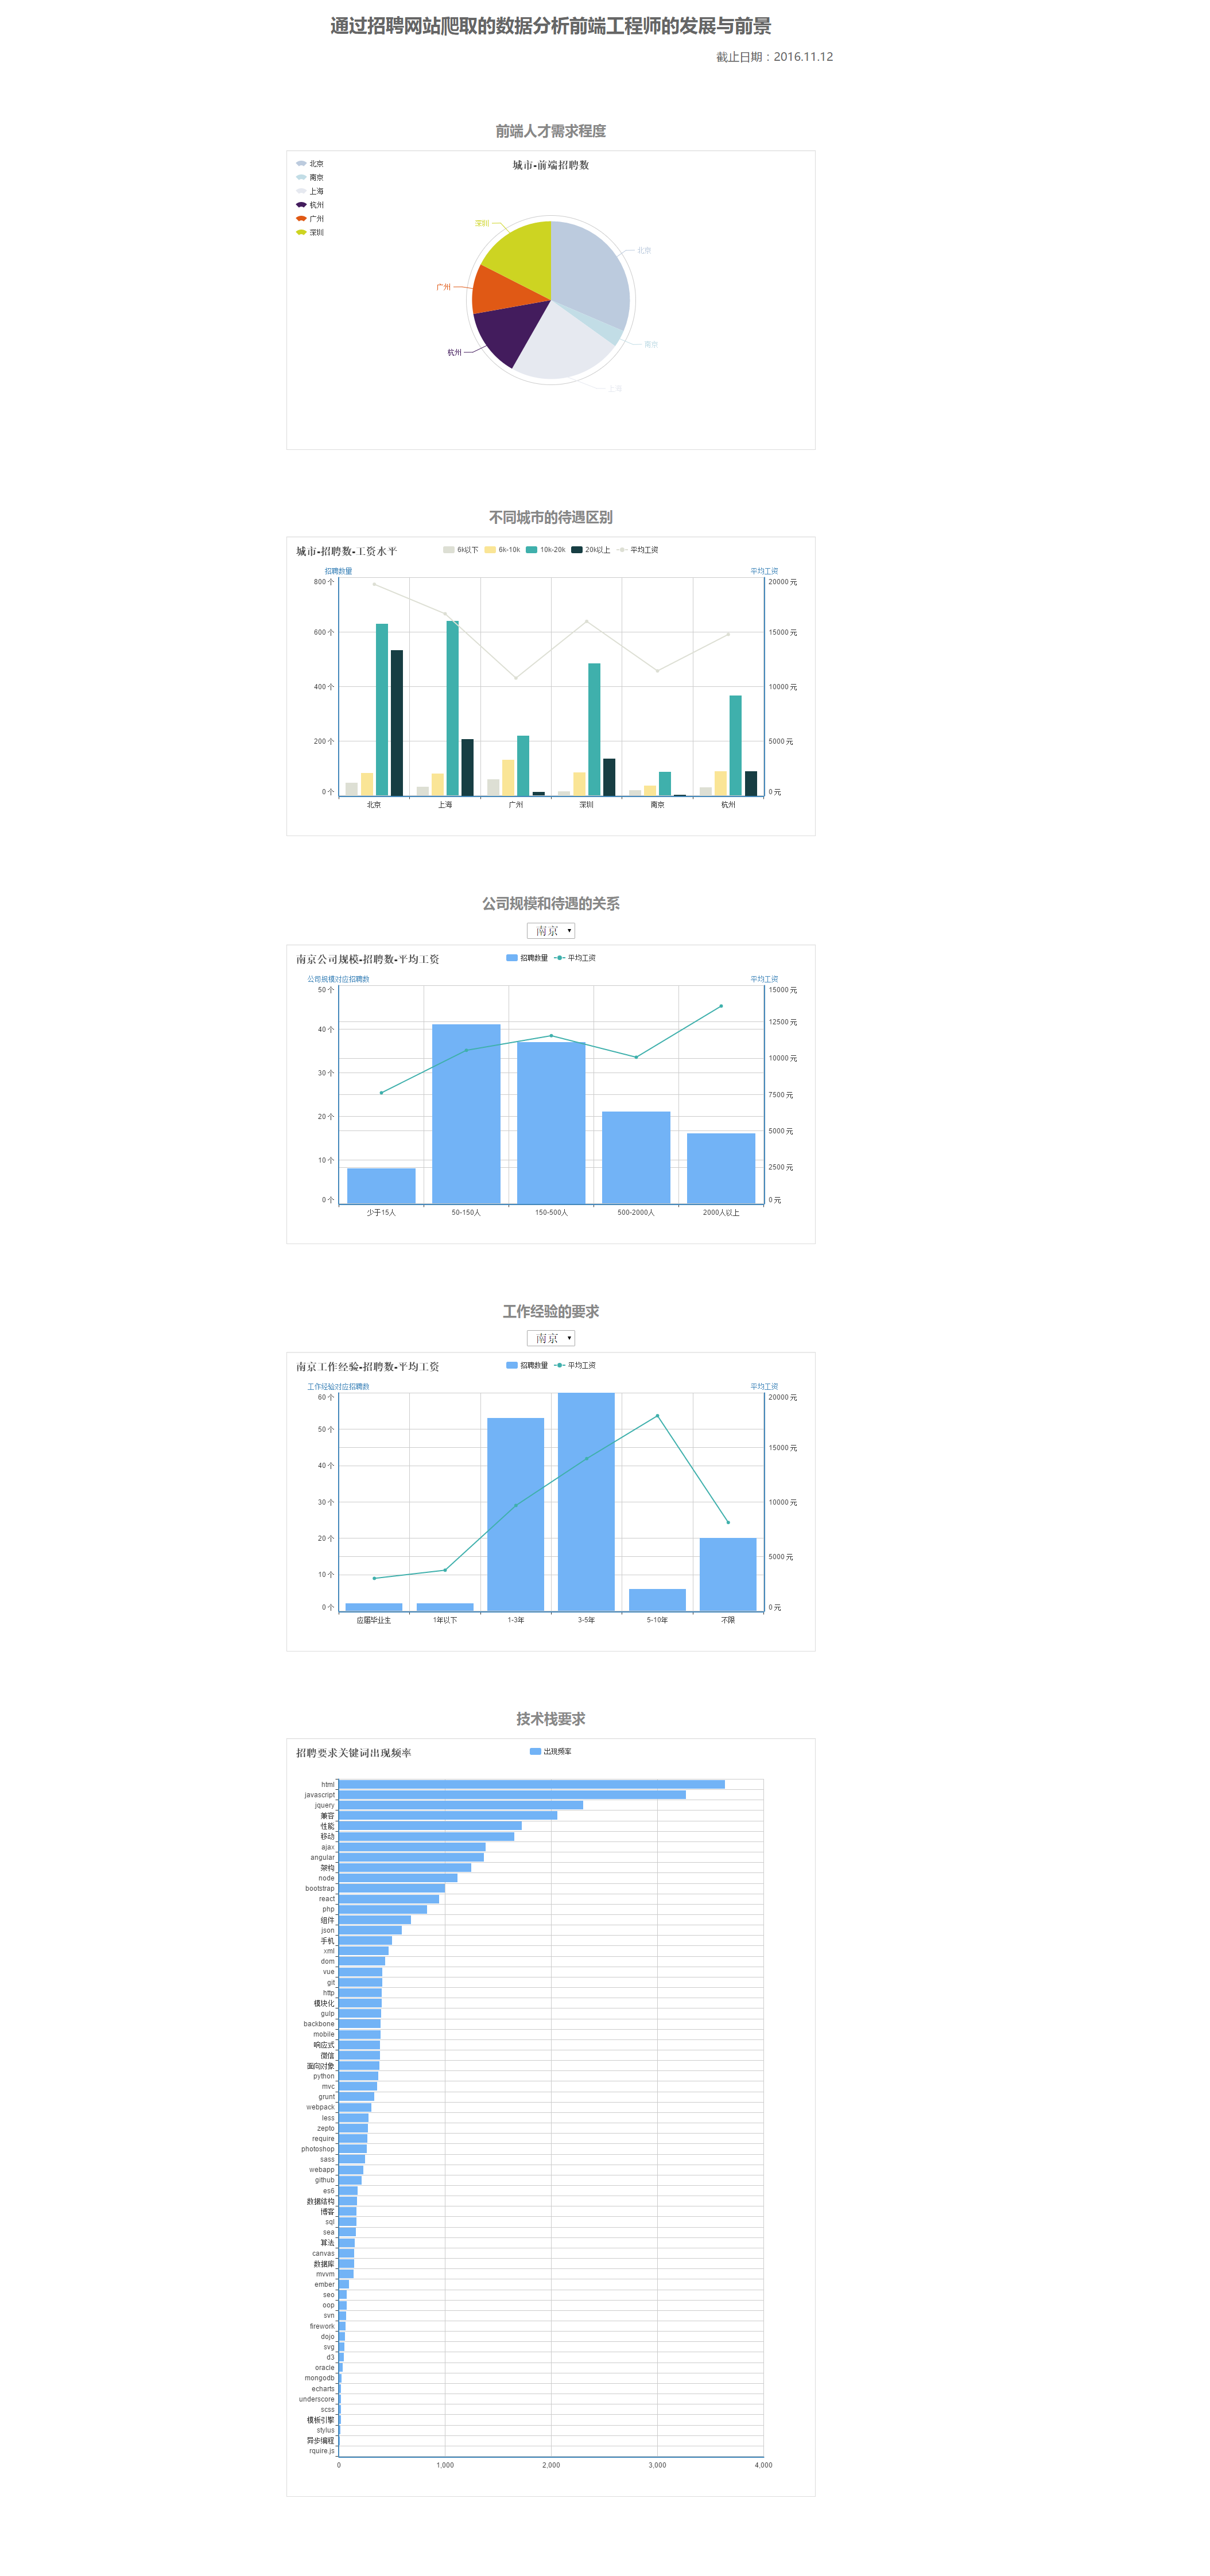 通过招聘网站爬取的数据分析前端工程师的发展与前景
截止日期：2016.11.12
前端人才需求程度
城市-前端招聘数
北京
南京
上海
杭州
广州
深圳
深圳
北京
广州
南京
杭州
上海
不同城市的待遇区别
城市-招聘数-工资水平
6k以下 6k-10k 10k-20k 20k以上 平均工资
招聘数量 平均工资
800 个 20000 元
600 个 15000 元
400 个 10000 元
200 个 5000 元
0 个 0 元
北京 上海 广州 深圳 南京 杭州
公司规模和待遇的关系
南京
南京公司规模-招聘数-平均工资
招聘数量 平均工资
公司规模对应招聘数 平均工资
50 个 15000 元
12500 元
40 个
10000 元
30 个
7500 元
20 个
5000 元
10 个
2500 元
0 个 0 元
少于15人 50-150人 150-500人 500-2000人 2000人以上
工作经验的要求
南京
南京工作经验-招聘数-平均工资
招聘数量 平均工资
工作经验对应招聘数 平均工资
60 个 20000 元
50 个
15000 元
40 个
30 个 10000 元
20 个
5000 元
10 个
0 个 0 元
应届毕业生 1年以下 1-3年 3-5年 5-10年 不限
技术栈要求
招聘要求关键词出现频率
出现频率
html
javascript
jquery
兼容
性能
移动
ajax
angular
架构
node
bootstrap
react
php
组件
json
手机
xml
dom
vue
git
http
模块化
gulp
backbone
mobile
响应式
微信
面向对象
python
mvc
grunt
webpack
less
zepto
require
photoshop
sass
webapp
github
es6
数据结构
博客
sql
sea
算法
canvas
数据库
mvvm
ember
seo
oop
svn
firework
dojo
svg
d3
oracle
mongodb
echarts
underscore
scss
模板引擎
stylus
异步编程
rquire.js
0 1,000 2,000 3,000 4,000